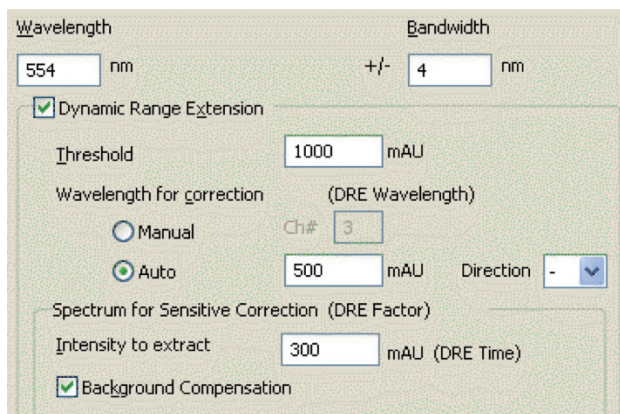 Wavelength Bandwidth
554 nm +/- 4 nm
Dynamic Range Extension
Threshold 1000 mAU
Wavelength for correction (DRE Wavelength)
Manual Ch# 3
Auto 500 mAU Direction -
Spectrum for Sensitive Correction (DRE Factor)
Intensity to extract 300 mAU (DRE Time)
Background Compensation